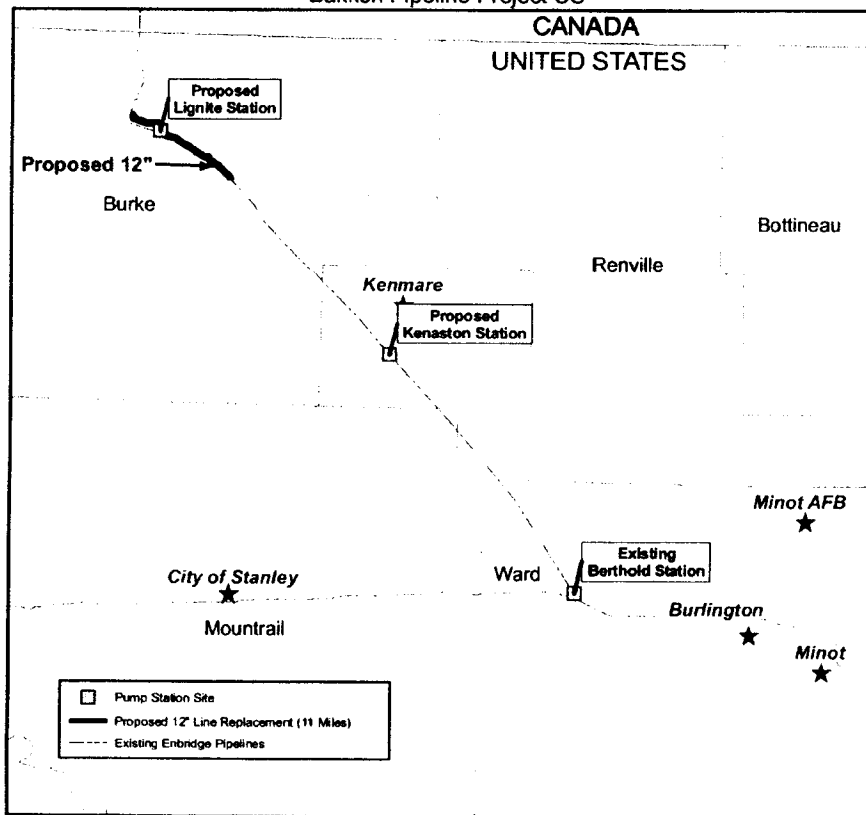 Bakken Pipeline Project US
CANADA
UNITED STATES
Proposed
Lignite Station
Proposed 12"
Burke
Bottineau
Renville
Kenmare
Proposed
Kenaston Station
Minot AFB
Existing
Berthold Station
Ward
City of Stanley
Burlington
Mountrail
Minot
Pump Station Site
Proposed 12" Line Replacement (11 Miles)
Existing Enbridge Pipelines